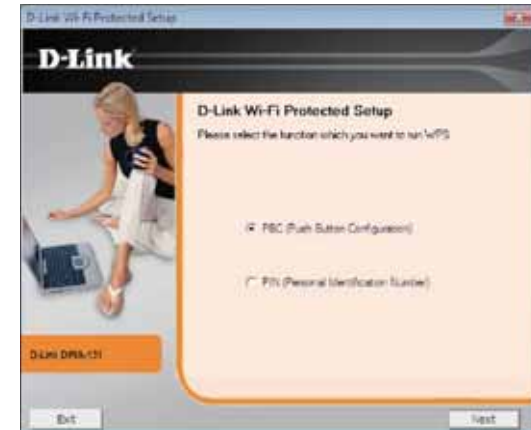 D-Link Wi-Fi Protected Setup
D-Link
D-Link Wi-Fi Protected Setup
Please select the function which you want to run WPS
PBC (Push Button Configuration)
PIN (Personal Identification Number)
D-Link DWA-131
Exit
Next